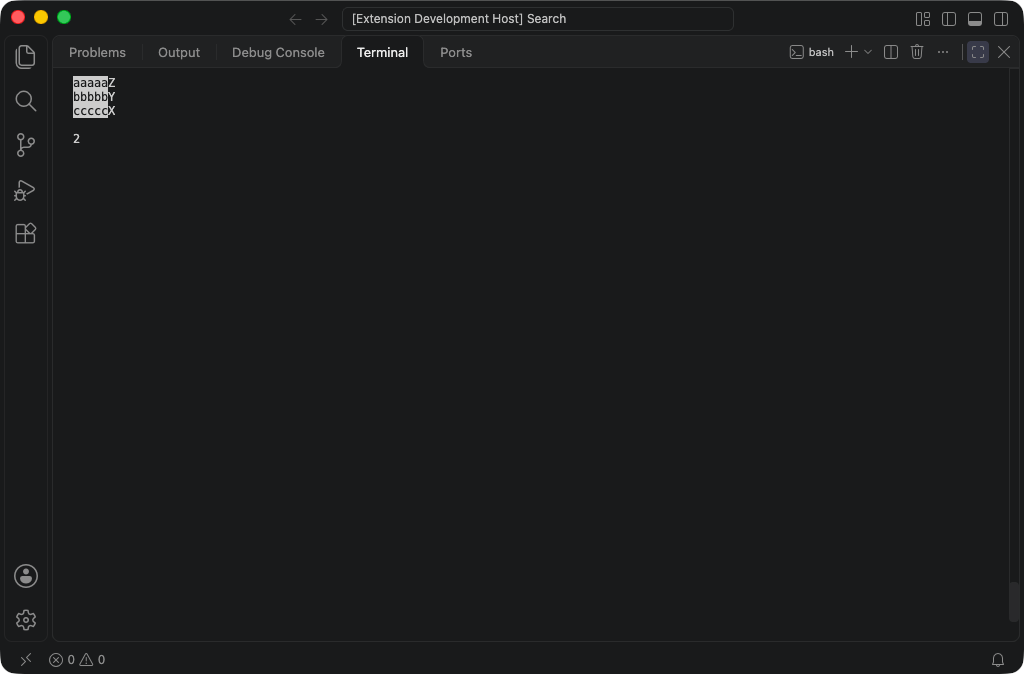 [Extension Development Host] Search
Problems Output Debug Console Terminal Ports bash
aaaaaZ
bbbbbY
cccccX
2
0 0